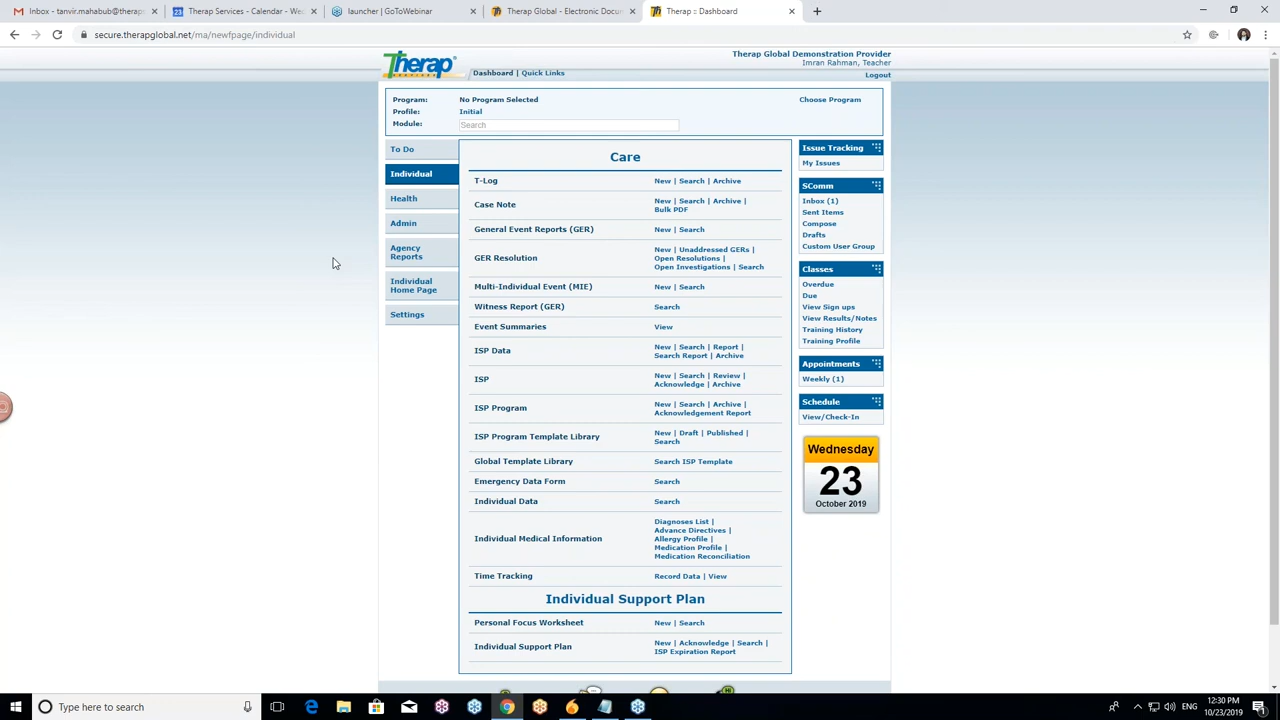 Inbox - tanvir.mahabub@therapse
Therap Global Demo Training - W
Therap Global - Electronic Docum
secure.therapglobal.net/ma/newfpage/individual
Therap
SERVICES
Dashboard | Quick Links
Therap Global Demonstration Provider
Imran Rahman, Teacher
Logout
Program: No Program Selected Choose Program
Profile: Initial
Module: Search
To Do
Individual
Health
Admin
Agency
Reports
Individual
Home Page
Settings
Care
T-Log New | Search | Archive
Case Note New | Search | Archive |
Bulk PDF
General Event Reports (GER) New | Search
GER Resolution New | Unaddressed GERs |
Open Resolutions |
Open Investigations | Search
Multi-Individual Event (MIE) New | Search
Witness Report (GER) Search
Event Summaries View
ISP Data New | Search | Report |
Search Report | Archive
ISP New | Search | Review |
Acknowledge | Archive
ISP Program New | Search | Archive |
Acknowledgement Report
ISP Program Template Library New | Draft | Published |
Search
Global Template Library Search ISP Template
Emergency Data Form Search
Individual Data Search
Individual Medical Information Diagnoses List |
Advance Directives |
Allergy Profile |
Medication Profile |
Medication Reconciliation
Time Tracking Record Data | View
Individual Support Plan
Personal Focus Worksheet New | Search
Individual Support Plan New | Acknowledge | Search |
ISP Expiration Report
Issue Tracking
My Issues
SComm
Inbox (1)
Sent Items
Compose
Drafts
Custom User Group
Classes
Overdue
Due
View Sign ups
View Results/Notes
Training History
Training Profile
Appointments
Weekly (1)
Schedule
View/Check-In
Wednesday
23
October 2019
Type here to search
12:30 PM
10/23/2019